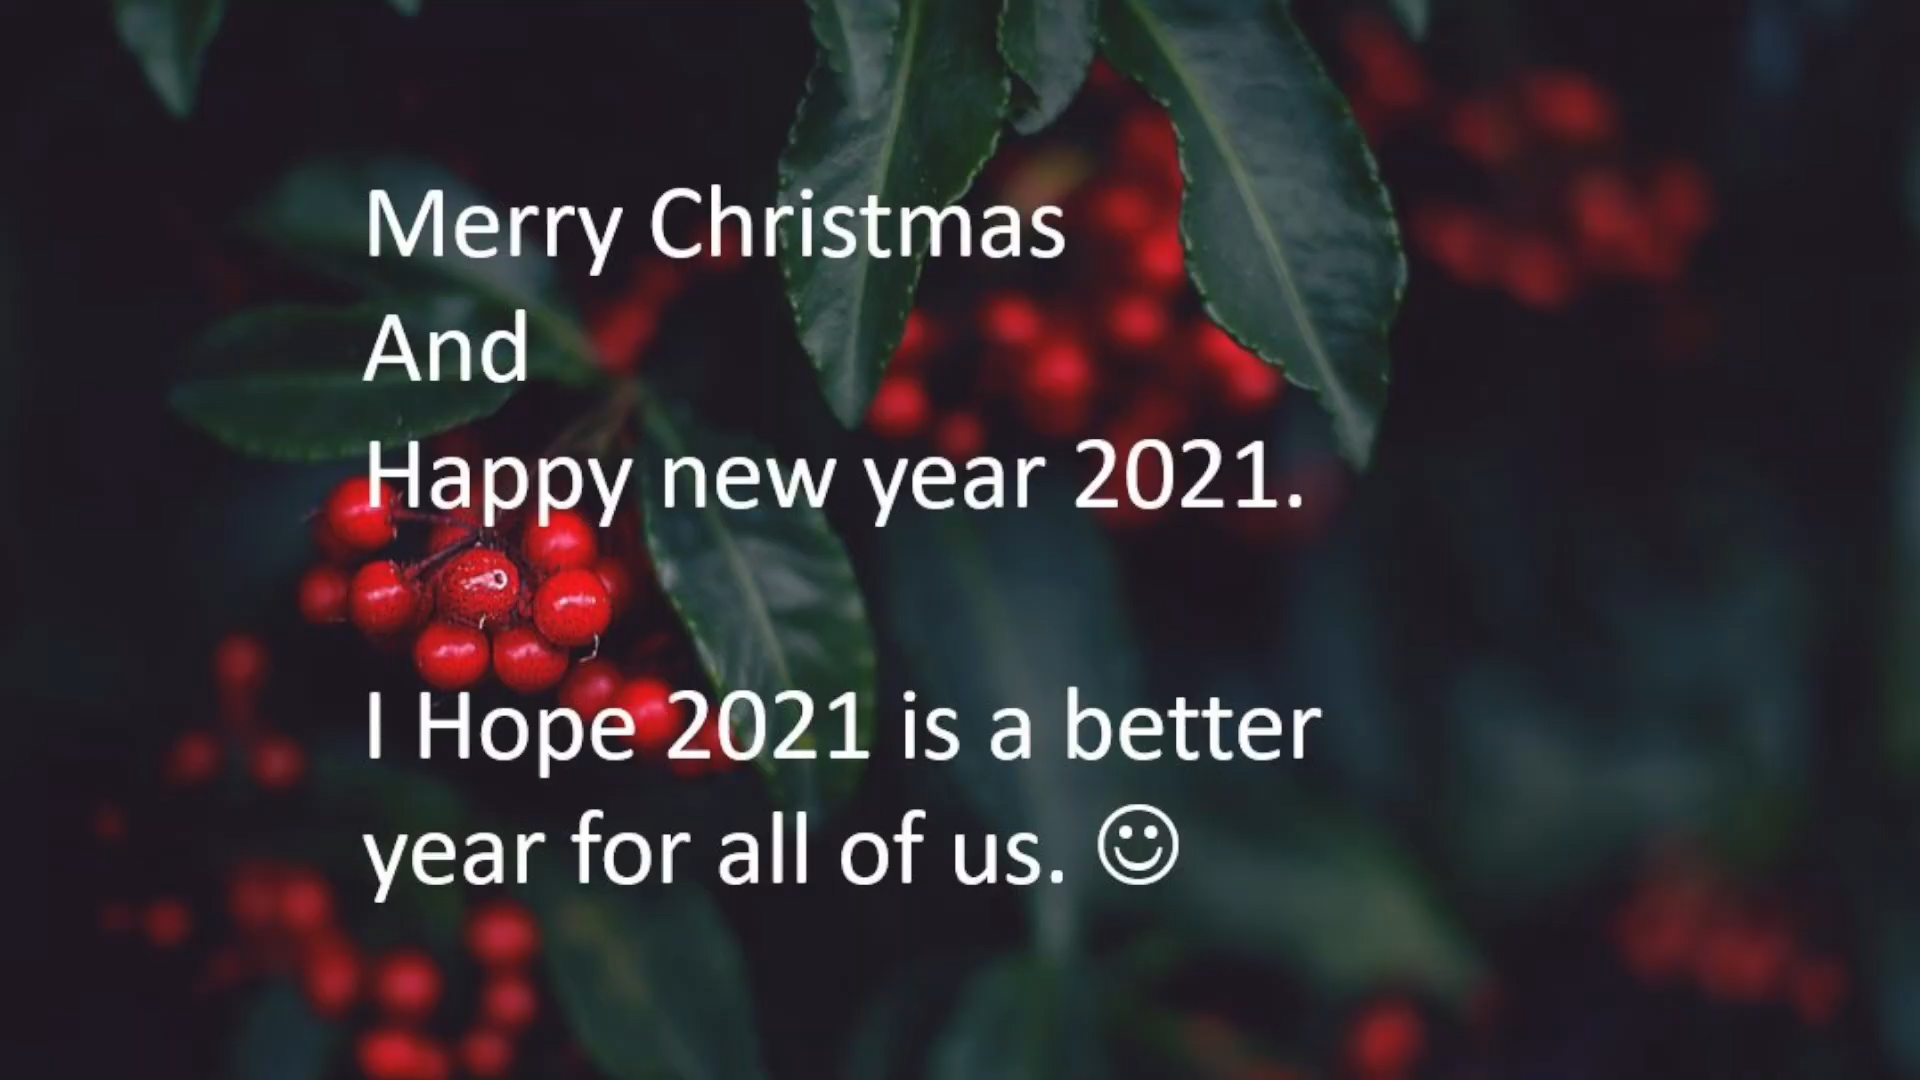 Merry Christmas
And
Happy new year 2021.
I Hope 2021 is a better
year for all of us. ☺